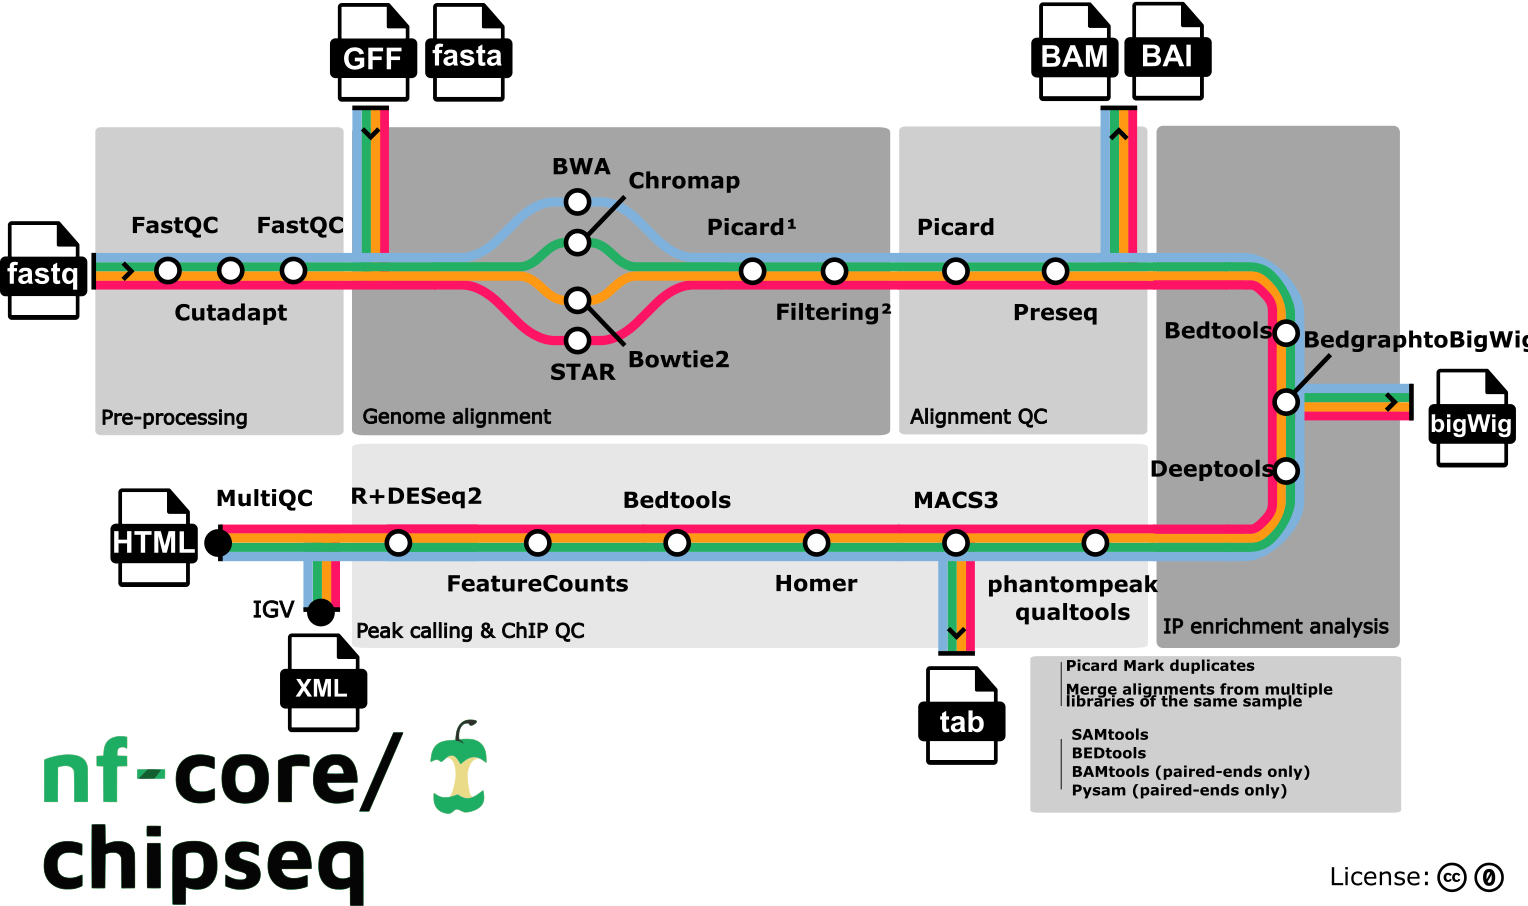 GFF
fasta
BAM
BAI
BWA
Chromap
FastQC
FastQC
Picard¹
Picard
fastq
Cutadapt
Filtering²
Preseq
Bedtools
BedgraphtoBigWig
STAR
Bowtie2
Pre-processing
Genome alignment
Alignment QC
bigWig
Deeptools
MultiQC
R+DESeq2
Bedtools
MACS3
HTML
FeatureCounts
Homer
phantompeak
qualtools
IGV
Peak calling & ChIP QC
IP enrichment analysis
XML
tab
Picard Mark duplicates
Merge alignments from multiple
libraries of the same sample
SAMtools
BEDtools
BAMtools (paired-ends only)
Pysam (paired-ends only)
nf-core/
chipseq
License: cc 0